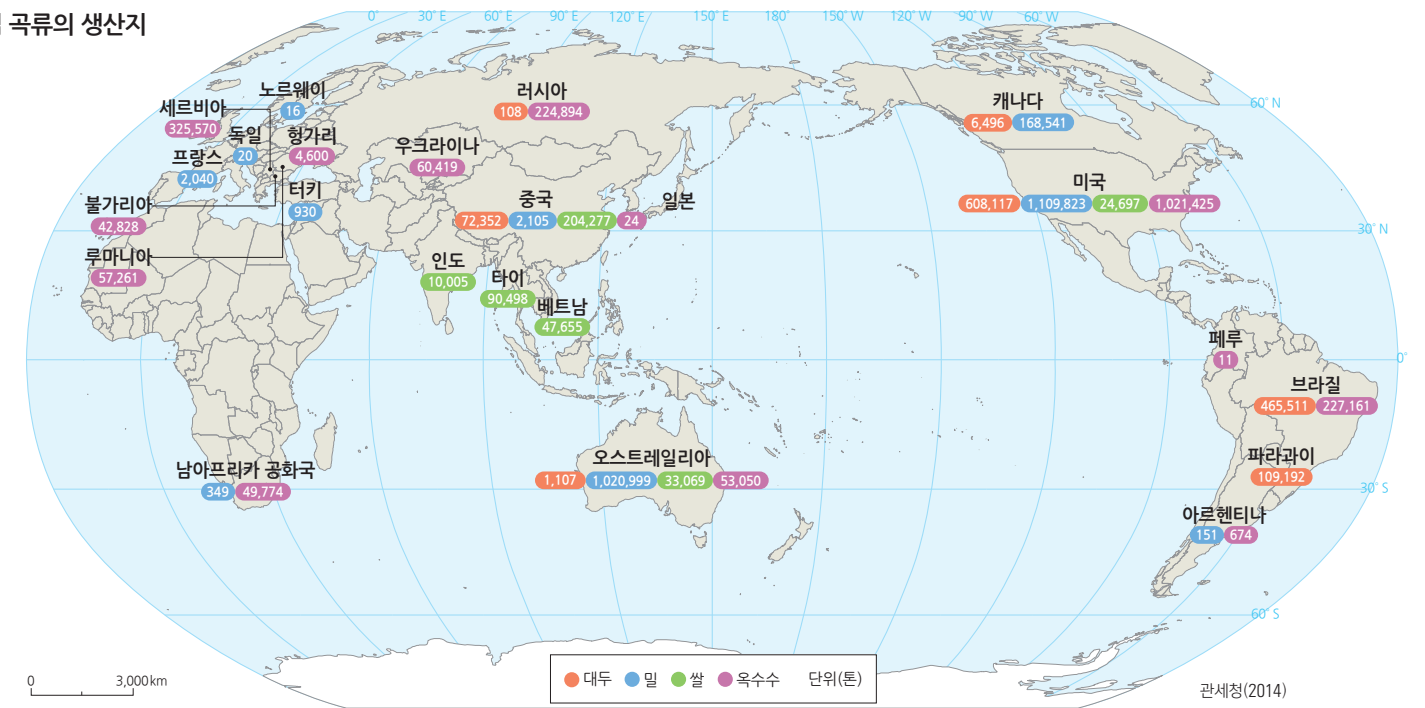 곡류의 생산지
0° 30° E 60° E 90° E 120° E 150° E 180° 150° W 120° W 90° W 60° W
60° N
30° N
0°
30° S
60° S
노르웨이
16
세르비아
325,570
독일
20
헝가리
4,600
프랑스
2,040
불가리아
42,828
터키
930
루마니아
57,261
러시아
108 224,894
우크라이나
60,419
중국
72,352 2,105 204,277 24
일본
인도
10,005
타이
90,498
베트남
47,655
캐나다
6,496 168,541
미국
608,117 1,109,823 24,697 1,021,425
페루
11
브라질
465,511 227,161
파라과이
109,192
아르헨티나
151 674
남아프리카 공화국
349 49,774
오스트레일리아
1,107 1,020,999 33,069 53,050
0 3,000km
대두 밀 쌀 옥수수 단위(톤)
관세청(2014)